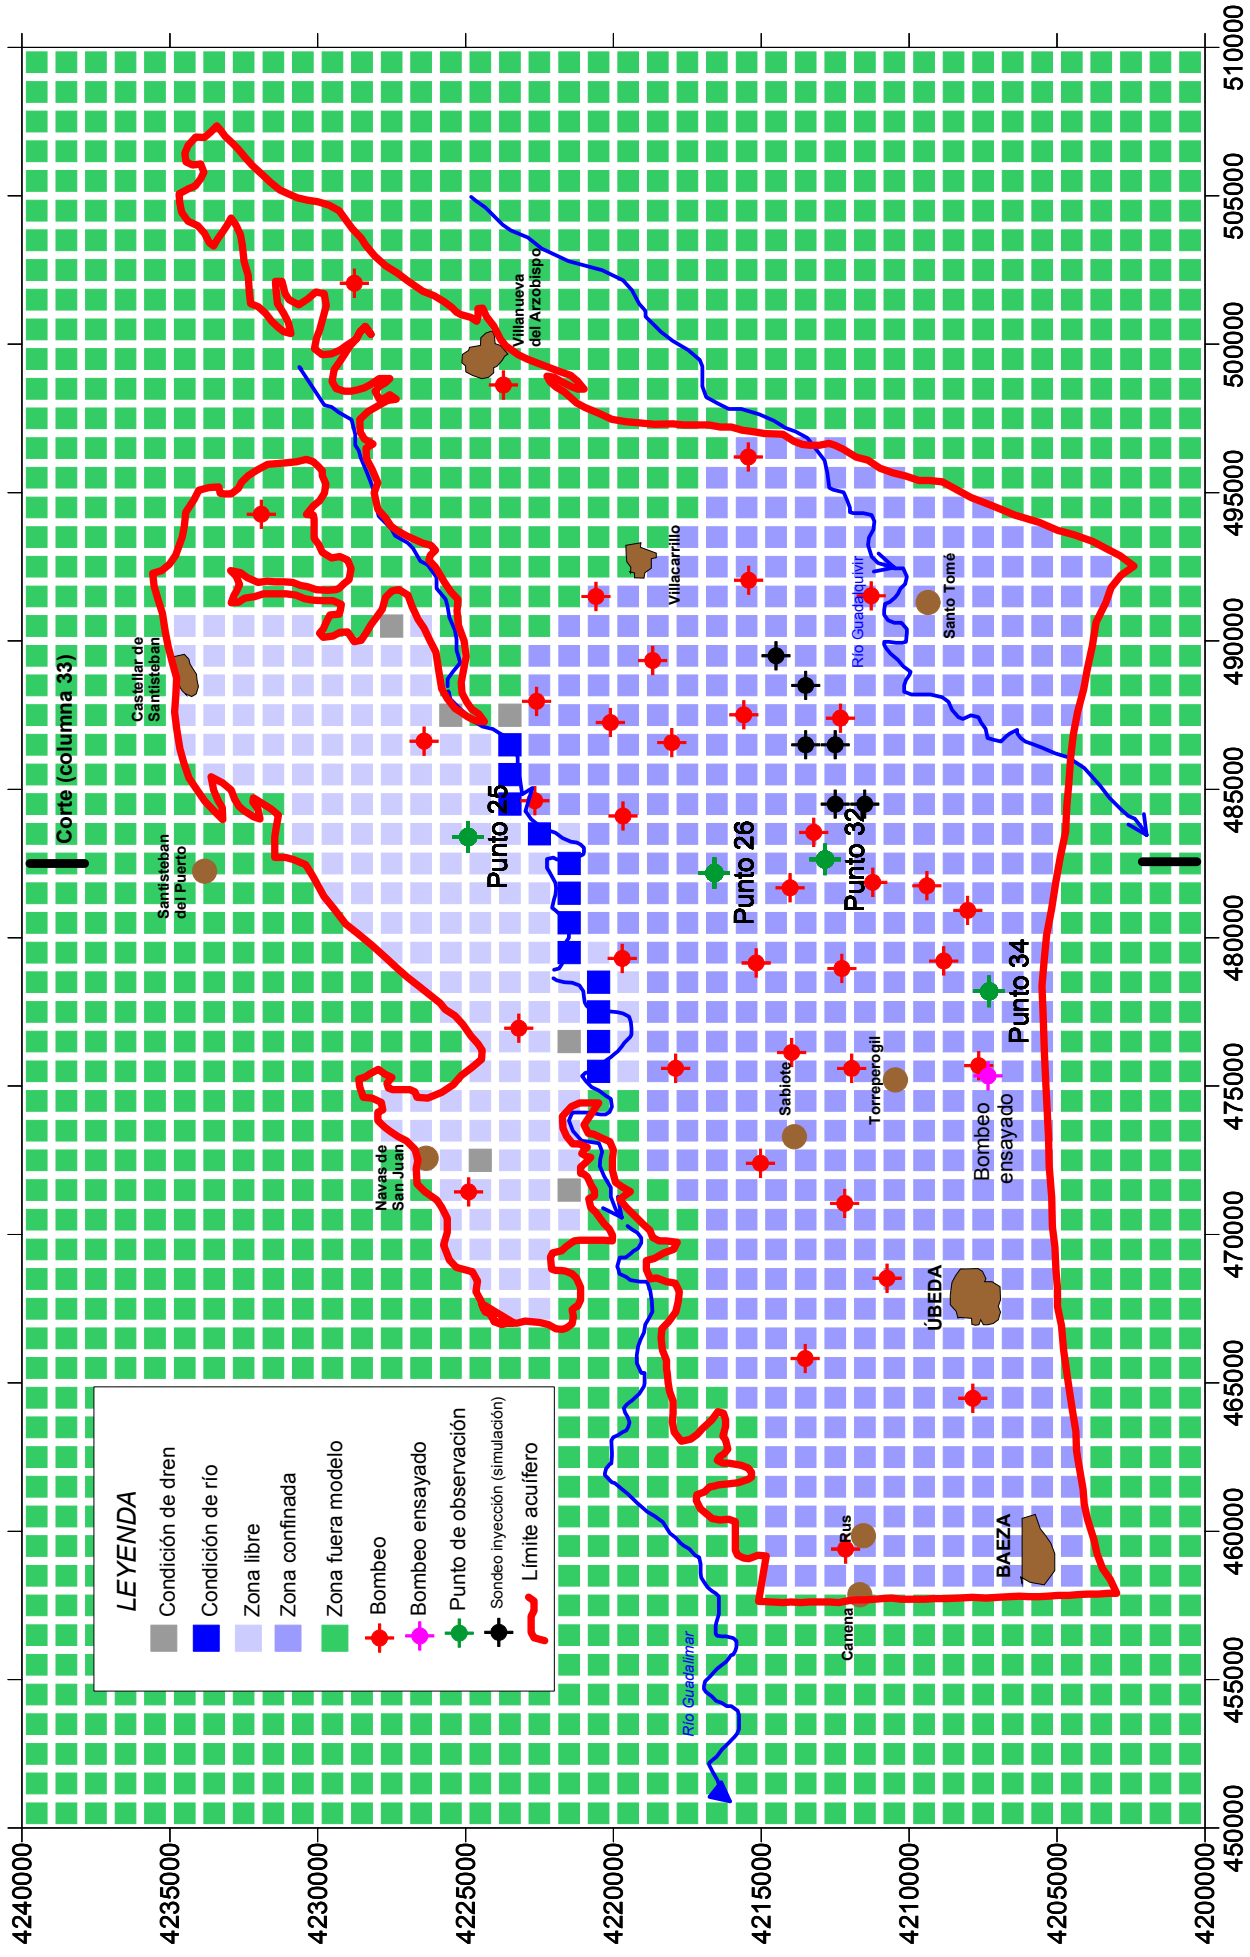 4240000
4235000
4230000
4225000
4220000
4215000
4210000
4205000
4200000
450000
455000
460000
465000
470000
475000
480000
485000
490000
495000
500000
505000
510000
LEYENDA
Condición de dren
Condición de río
Zona libre
Zona confinada
Zona fuera modelo
Bombeo
Bombeo ensayado
Punto de observación
Sondeo inyección (simulación)
Límite acuífero
Corte (columna 33)
Santisteban
del Puerto
Castellar de
Santisteban
Navas de
San Juan
Villanueva
del Arzobispo
Villacarrillo
Santo Tomé
Río Guadalquivir
Río Guadalimar
Punto 25
Punto 26
Punto 32
Punto 34
Sabiote
Torreperogil
Bombeo
ensayado
ÚBEDA
BAEZA
Rus
Canena